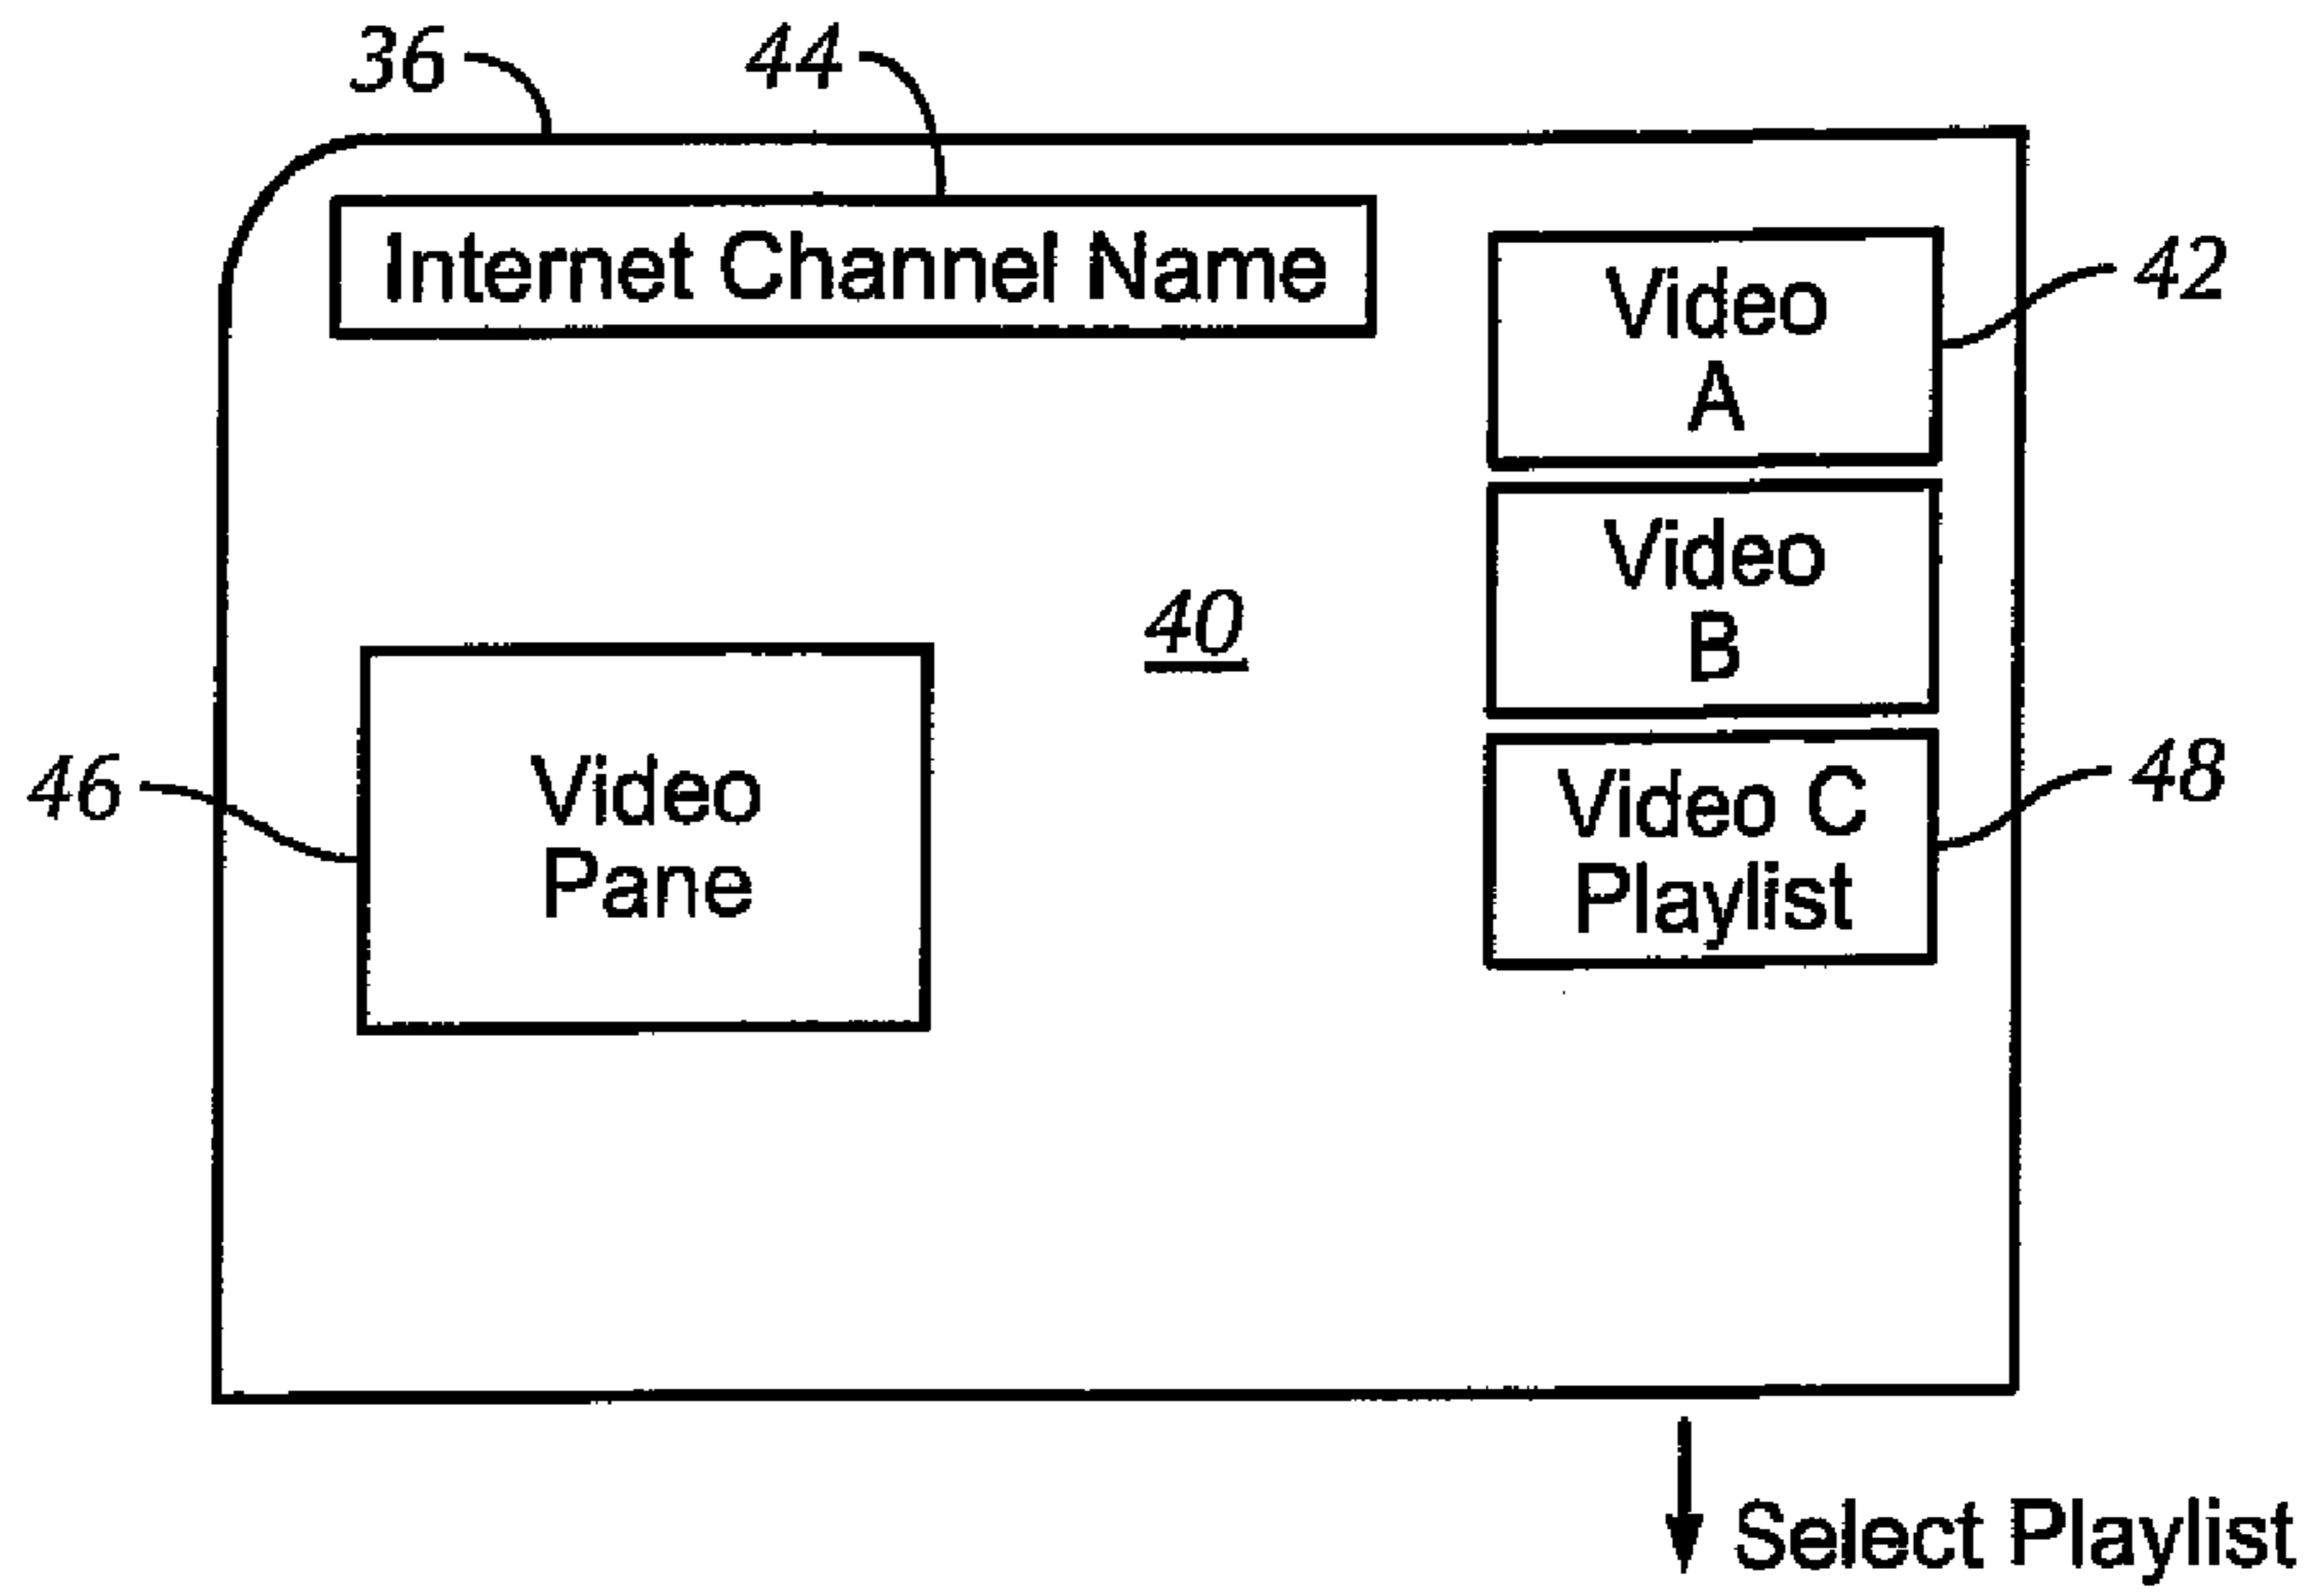 36
44
Internet Channel Name
Video
A
42
Video
B
40
46
Video
Pane
Video C
Playlist
48
Select Playlist